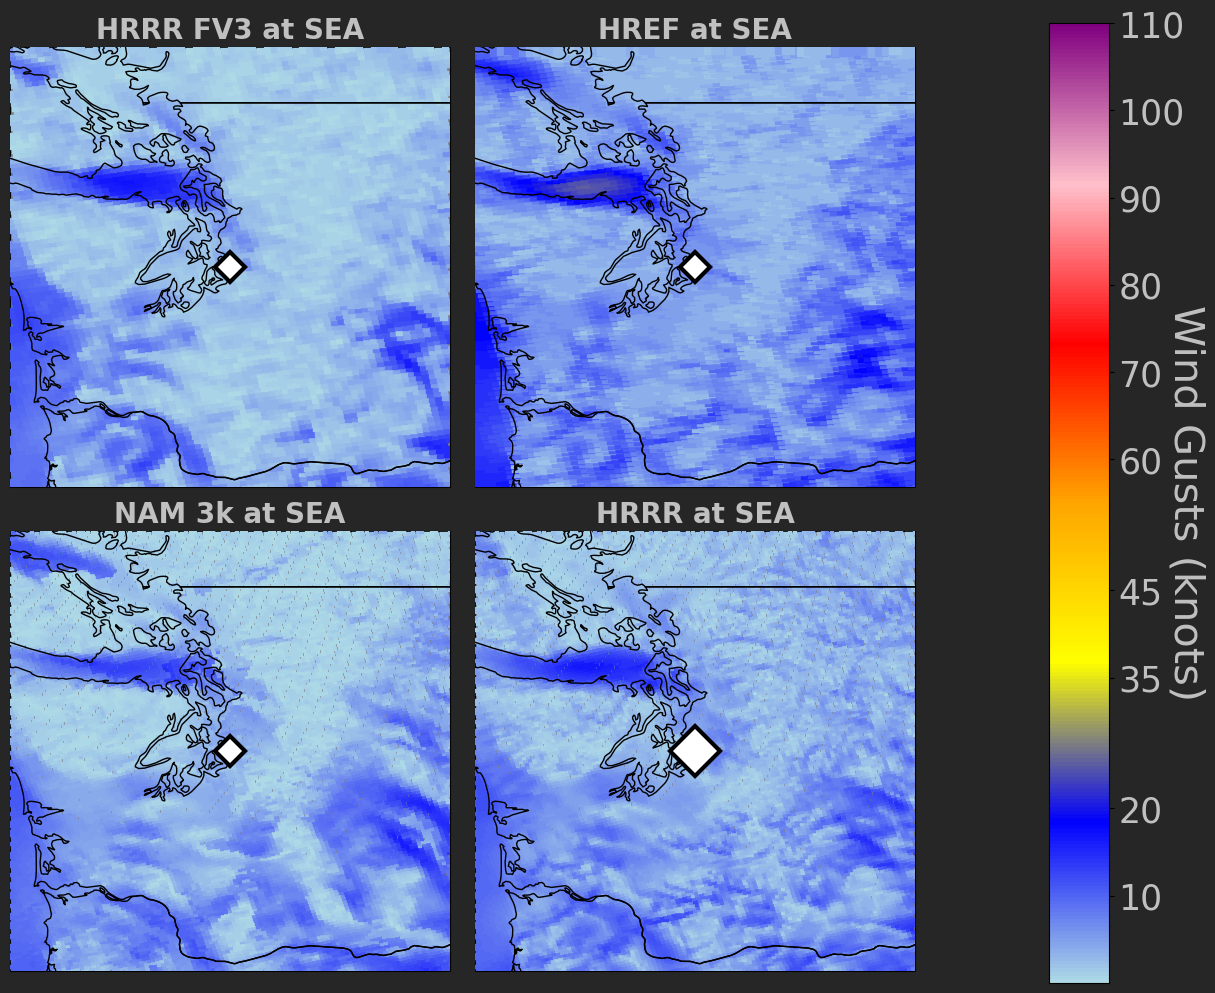 HRRR FV3 at SEA
HREF at SEA
NAM 3k at SEA
HRRR at SEA
110
100
90
80
70
60
45
35
20
10
Wind Gusts (knots)